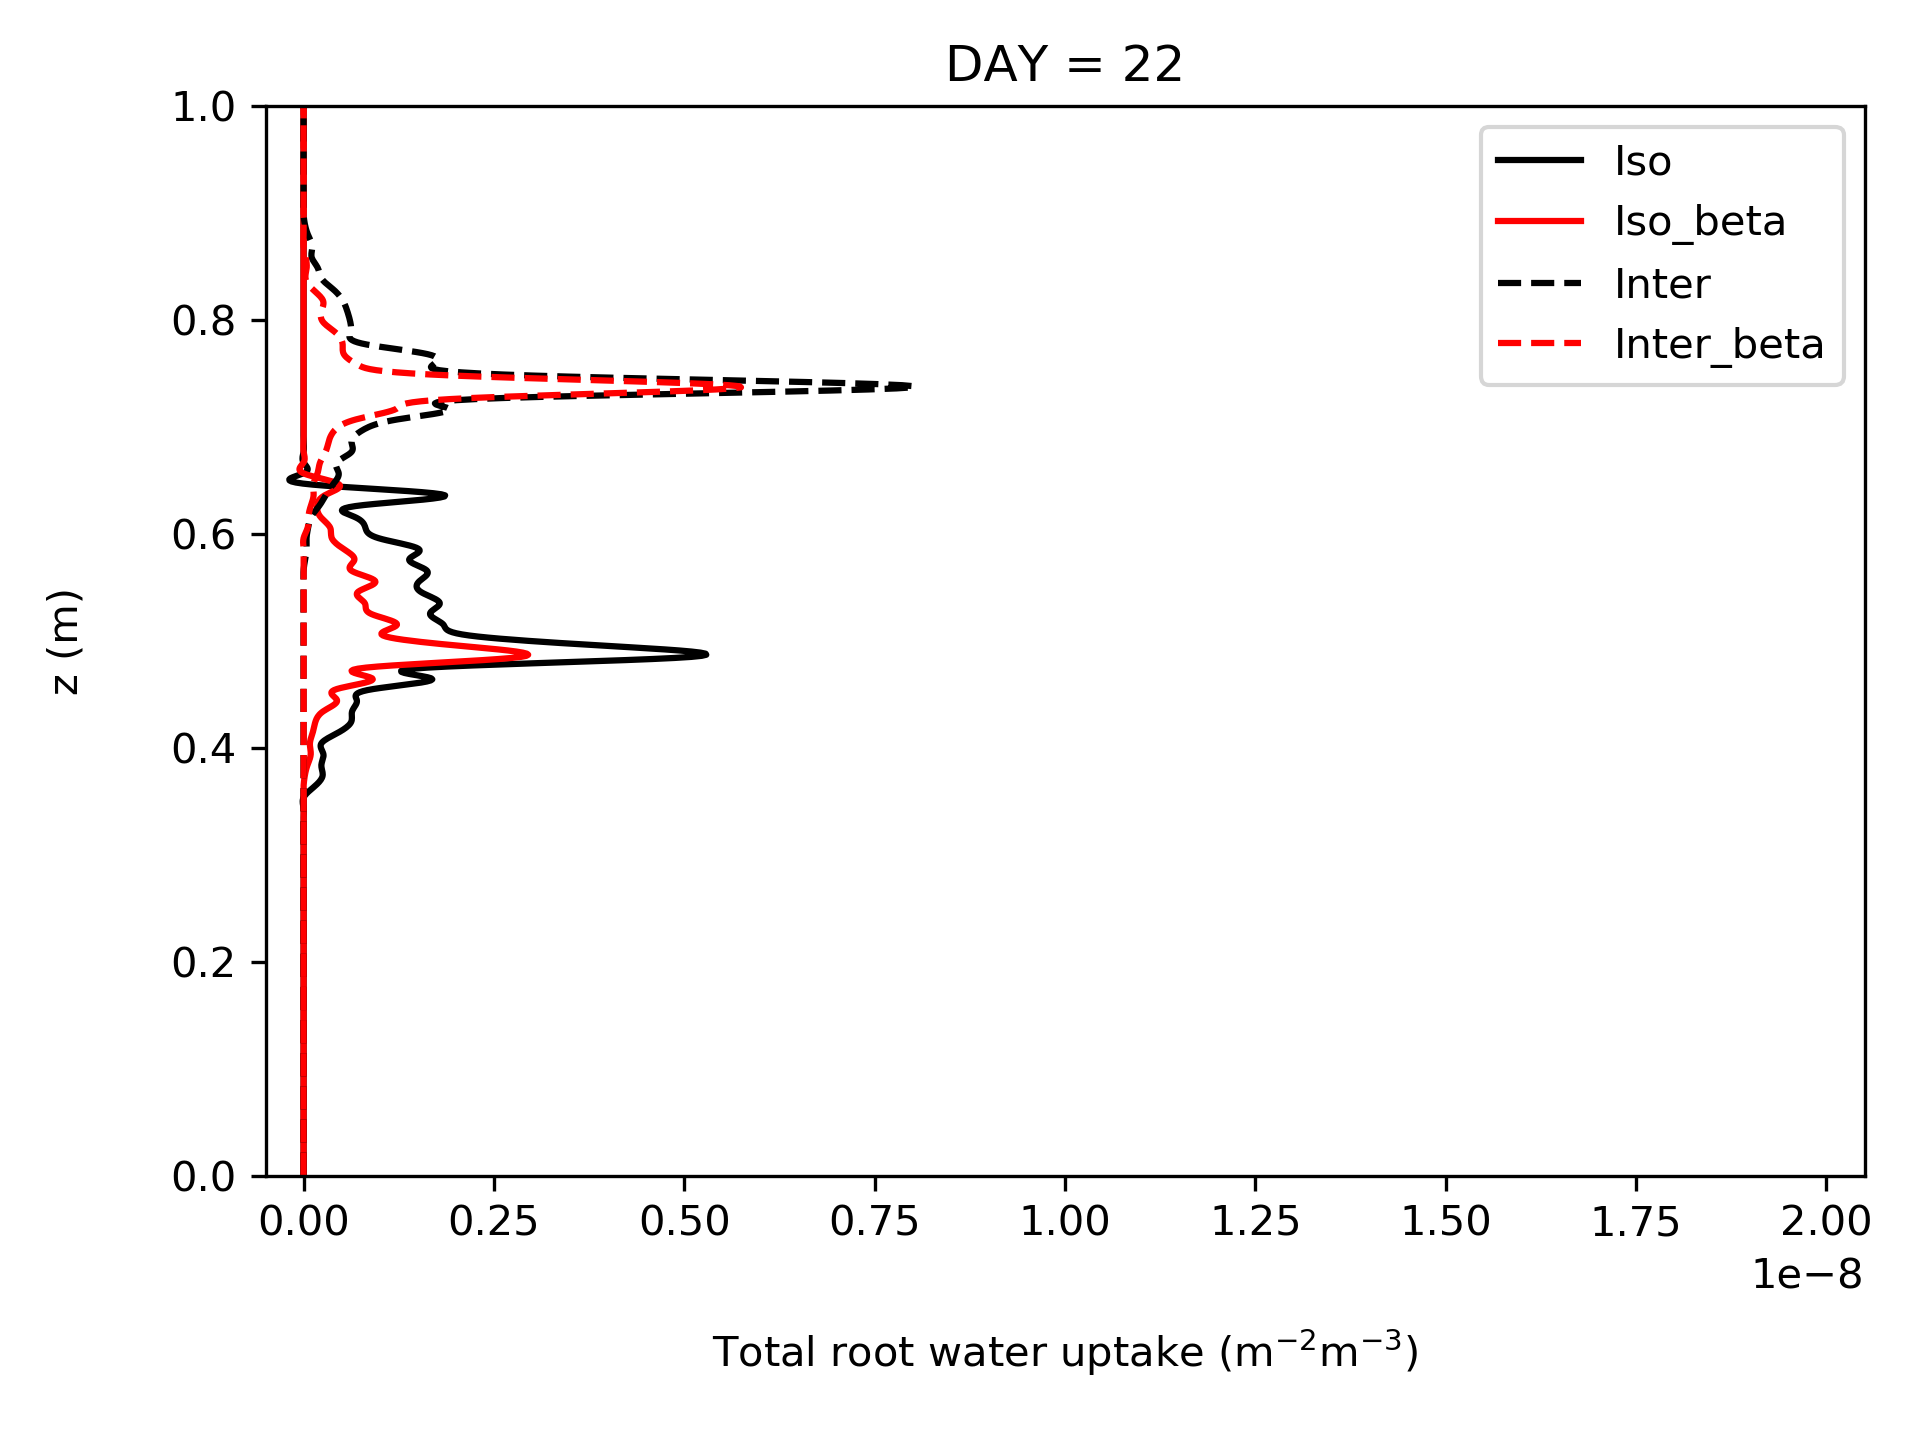 DAY = 22
1.0
0.8
0.6
0.4
0.2
0.0
z (m)
Iso
Iso_beta
Inter
Inter_beta
0.00 0.25 0.50 0.75 1.00 1.25 1.50 1.75 2.00
1e−8
Total root water uptake (m⁻²m⁻³)